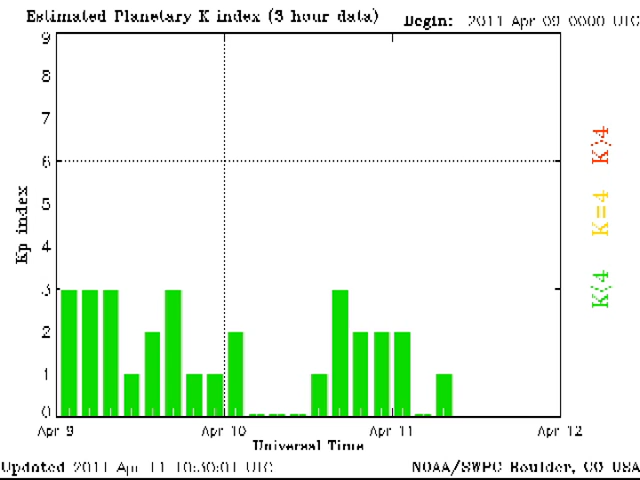 Estimated Planetary K index (3 hour data) Begin: 2011 Apr 09 0000 UTC
9
8
7
6
5
4
3
2
1
0
Kp index
K>4
K=4
K<4
Apr 9 Apr 10 Apr 11 Apr 12
Universal Time
Updated 2011 Apr 11 10:30:01 UTC NOAA/SWPC Boulder, CO USA